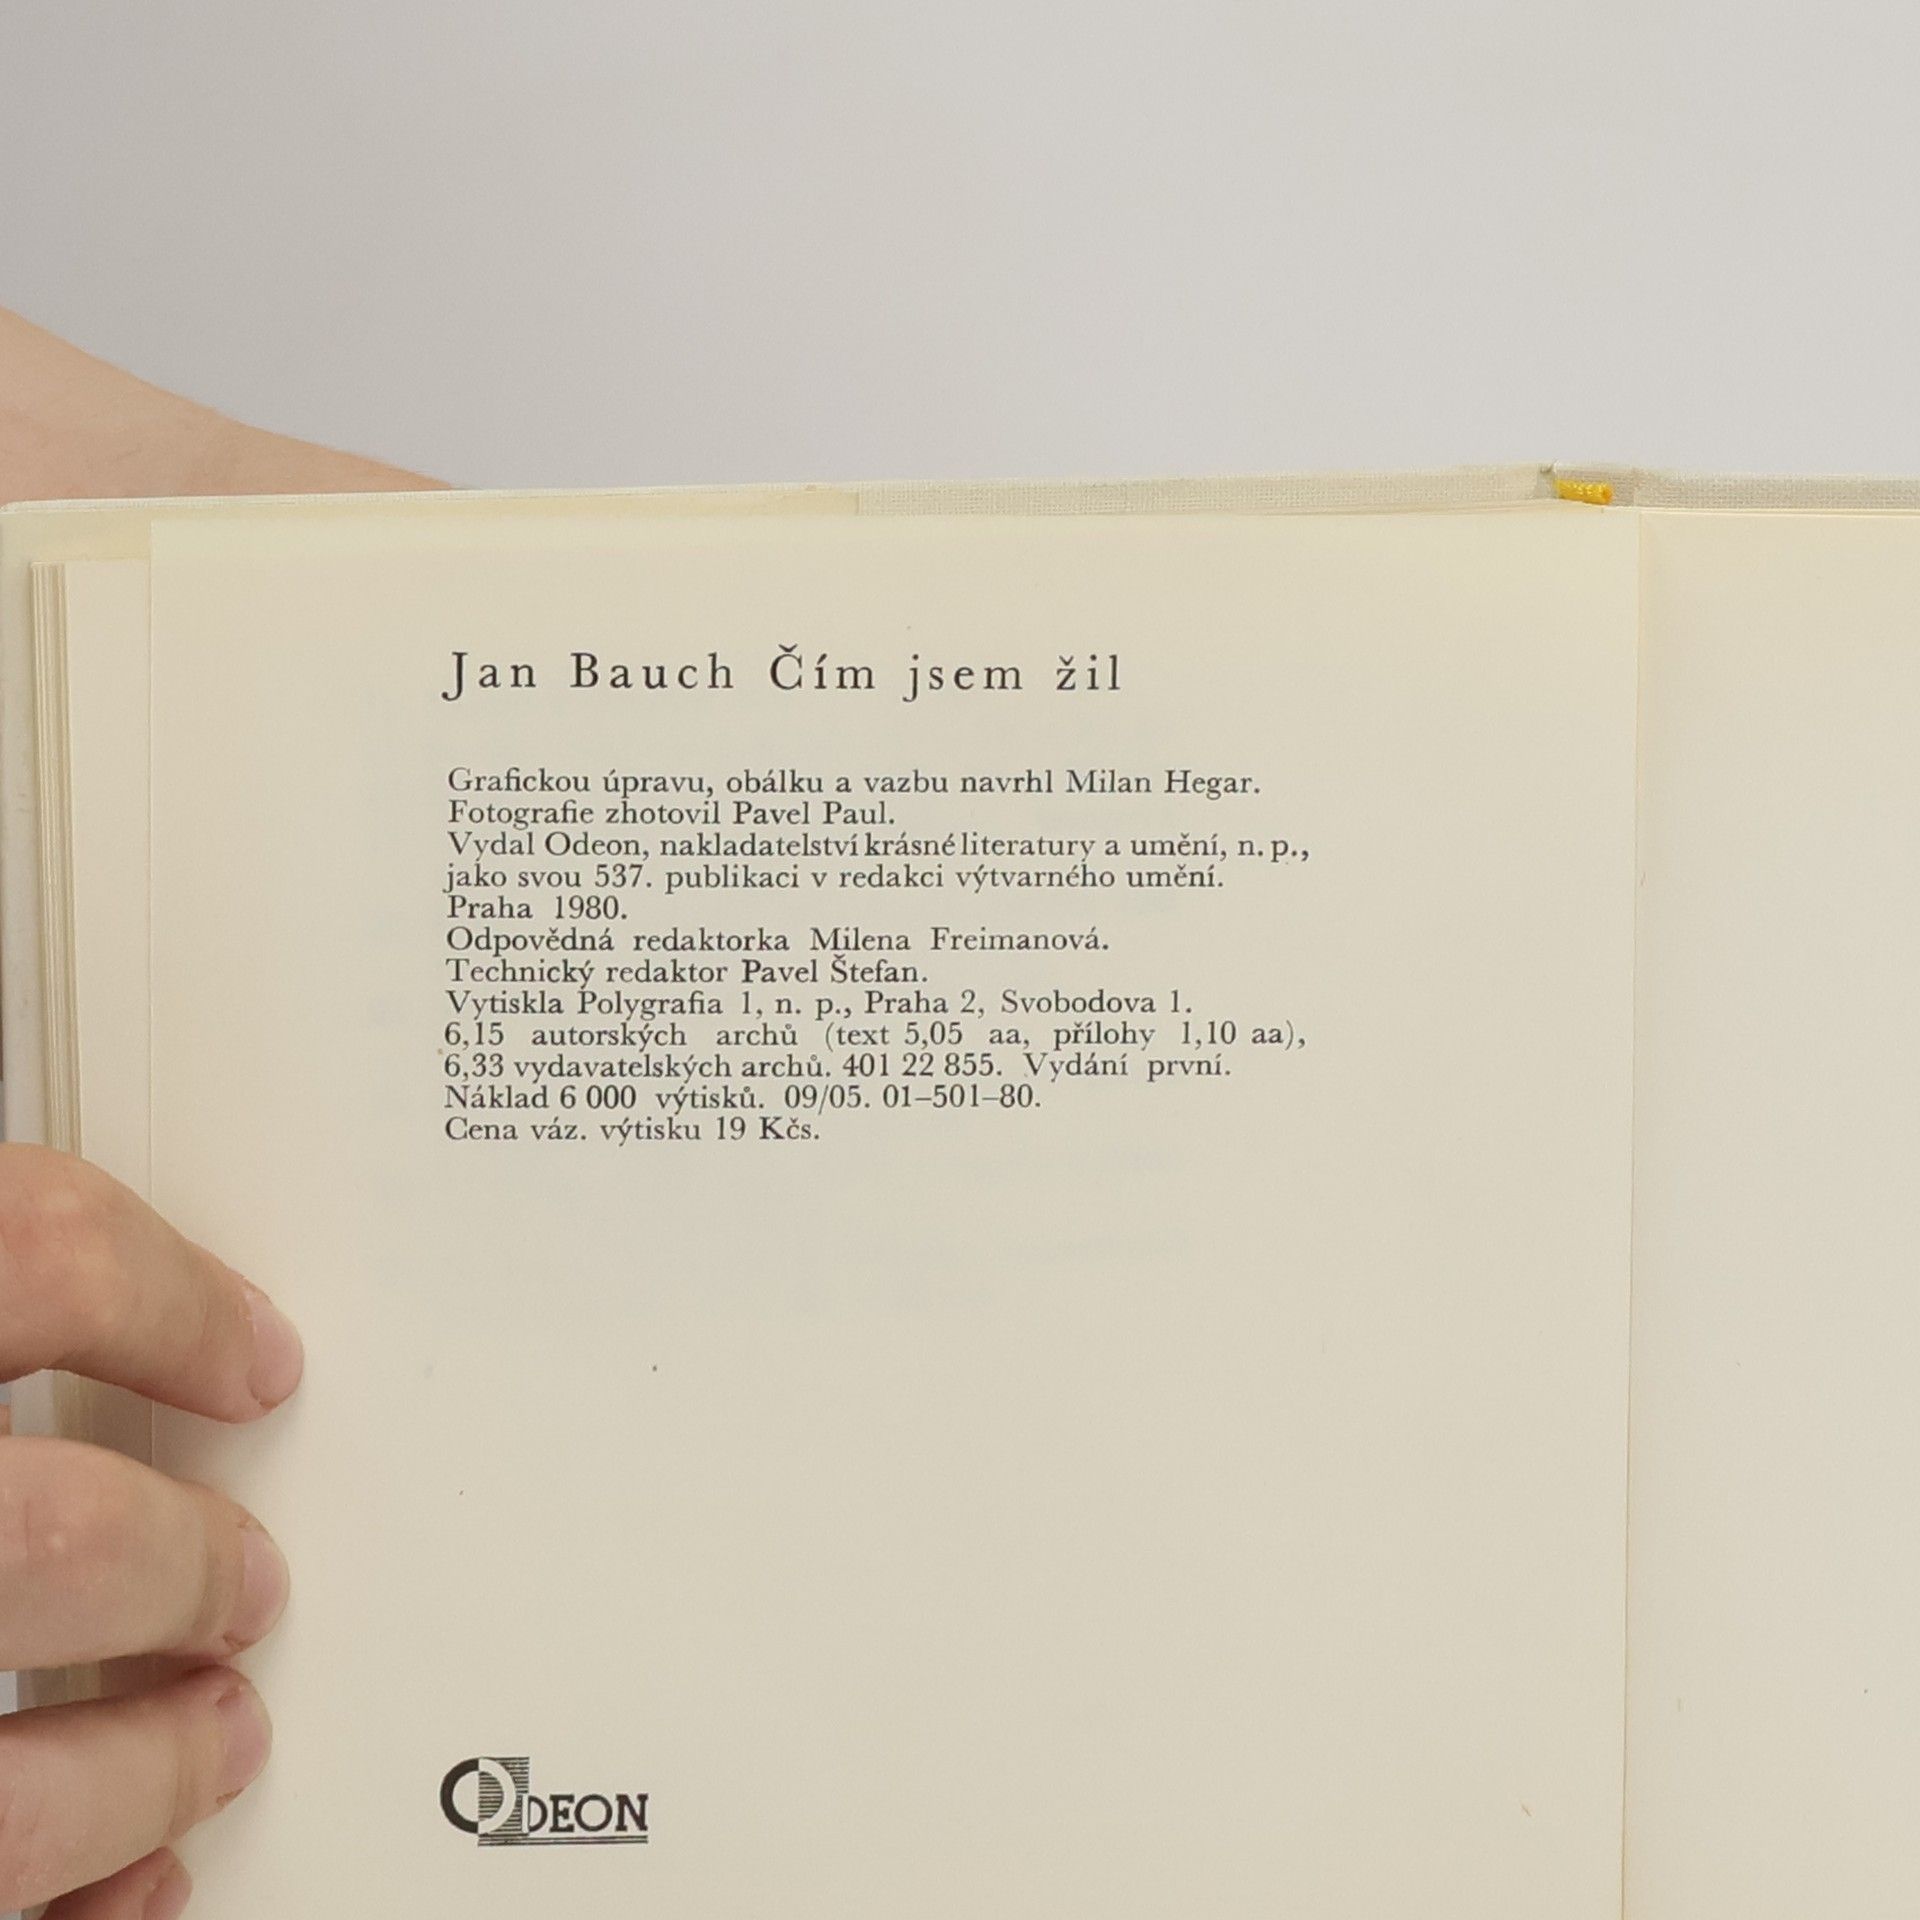 Jan Bauch Čím jsem žil
Grafickou úpravu, obálku a vazbu navrhl Milan Hegar.
Fotografie zhotovil Pavel Paul.
Vydal Odeon, nakladatelství krásné literatury a umění, n. p.,
jako svou 537. publikaci v redakci výtvarného umění.
Praha 1980.
Odpovědná redaktorka Milena Freimanová.
Technický redaktor Pavel Štefan.
Vytiskla Polygrafia 1, n. p., Praha 2, Svobodova 1.
6,15 autorských archů (text 5,05 aa, přílohy 1,10 aa),
6,33 vydavatelských archů. 401 22 855. Vydání první.
Náklad 6 000 výtisků. 09/05. 01–501–80.
Cena váz. výtisku 19 Kčs.
ODEON